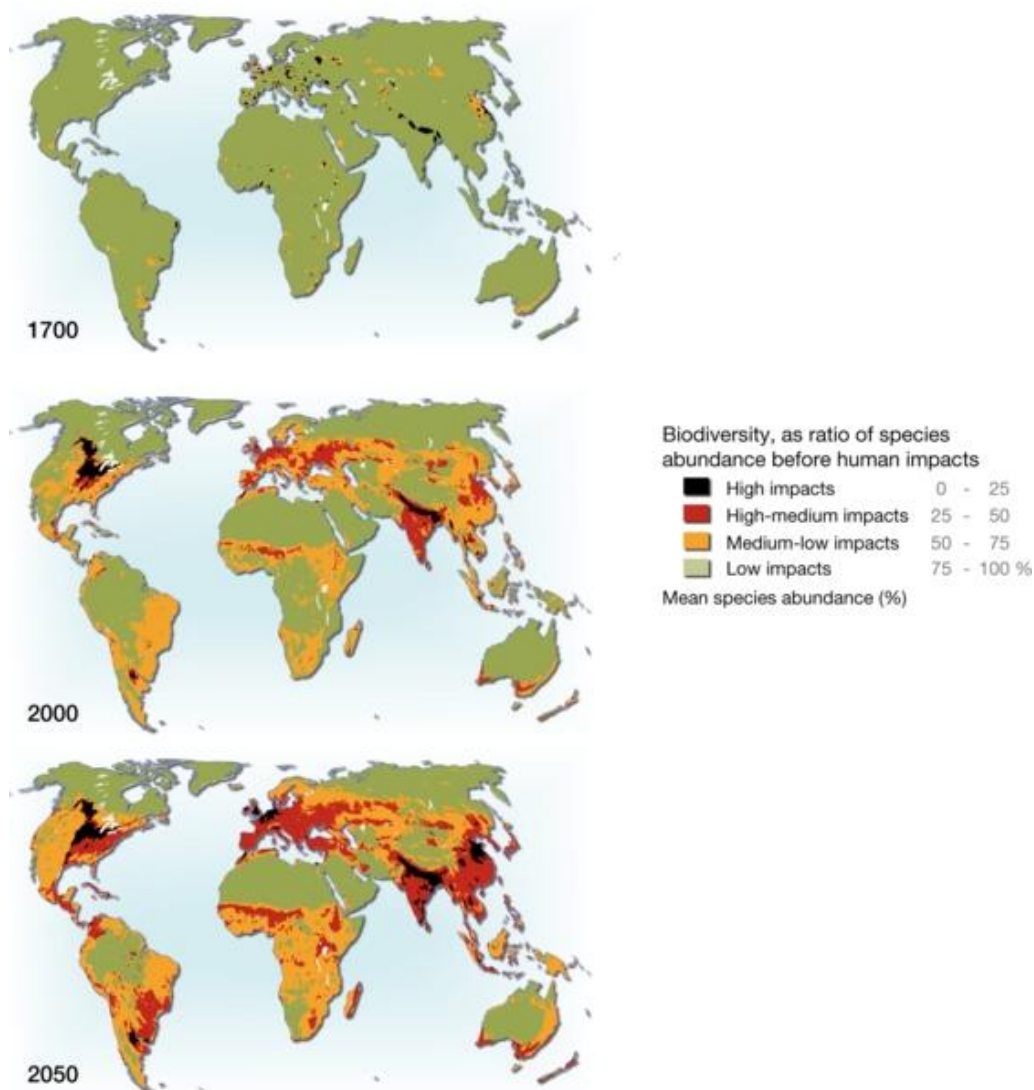 1700
2000
Biodiversity, as ratio of species
abundance before human impacts
High impacts 0 - 25
High-medium impacts 25 - 50
Medium-low impacts 50 - 75
Low impacts 75 - 100 %
Mean species abundance (%)
2050